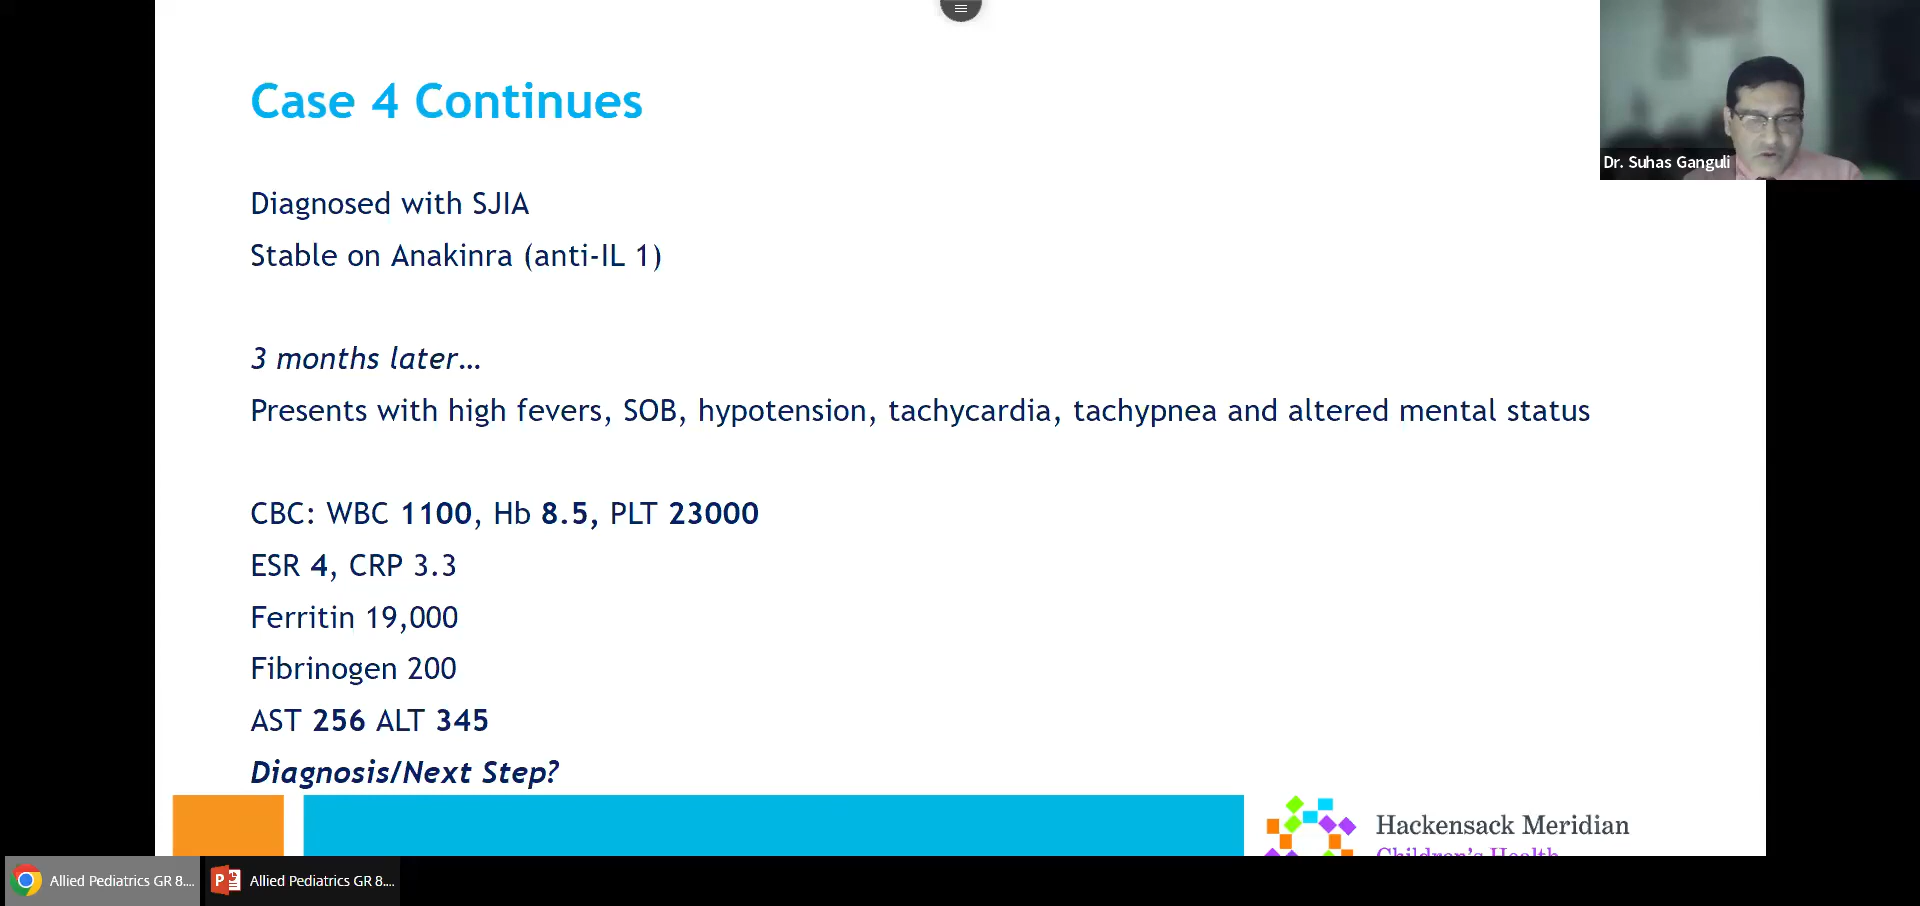 Case 4 Continues
Dr. Suhas Ganguli
Diagnosed with SJIA
Stable on Anakinra (anti-IL 1)
3 months later…
Presents with high fevers, SOB, hypotension, tachycardia, tachypnea and altered mental status
CBC: WBC 1100, Hb 8.5, PLT 23000
ESR 4, CRP 3.3
Ferritin 19,000
Fibrinogen 200
AST 256 ALT 345
Diagnosis/Next Step?
Hackensack Meridian
Children's Health
Allied Pediatrics GR 8....
Allied Pediatrics GR 8....